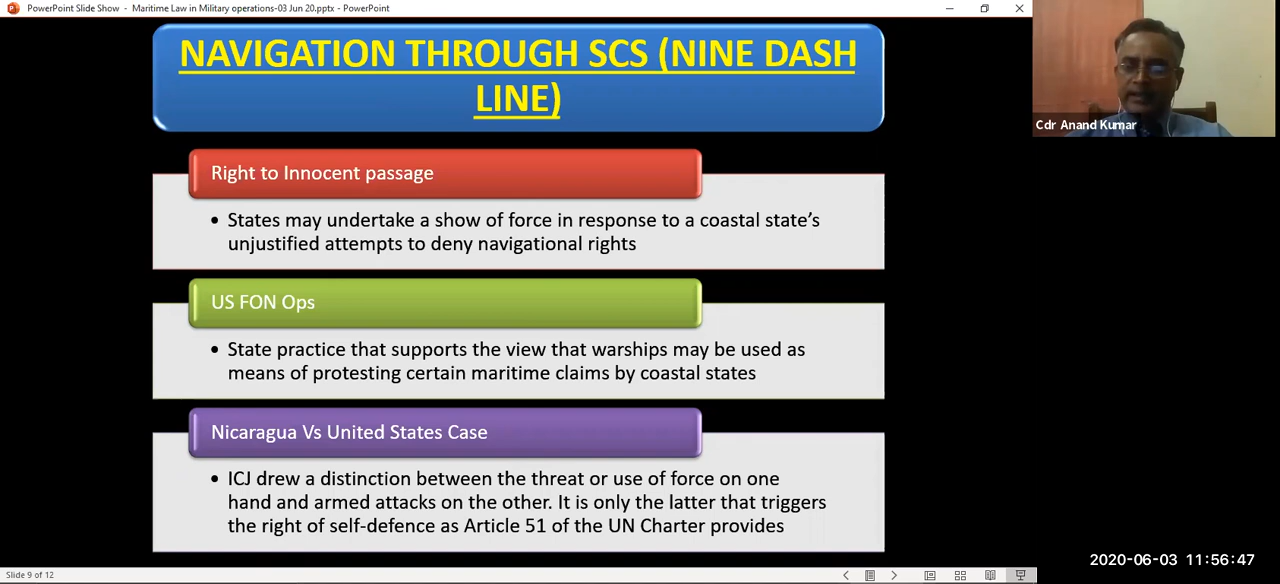 PowerPoint Slide Show - Maritime Law in Military operations-03 Jun 20.pptx - PowerPoint
NAVIGATION THROUGH SCS (NINE DASH
LINE)
Cdr Anand Kumar
Right to Innocent passage
• States may undertake a show of force in response to a coastal state's
unjustified attempts to deny navigational rights
US FON Ops
• State practice that supports the view that warships may be used as
means of protesting certain maritime claims by coastal states
Nicaragua Vs United States Case
• ICJ drew a distinction between the threat or use of force on one
hand and armed attacks on the other. It is only the latter that triggers
the right of self-defence as Article 51 of the UN Charter provides
2020-06-03 11:56:47
Slide 9 of 12